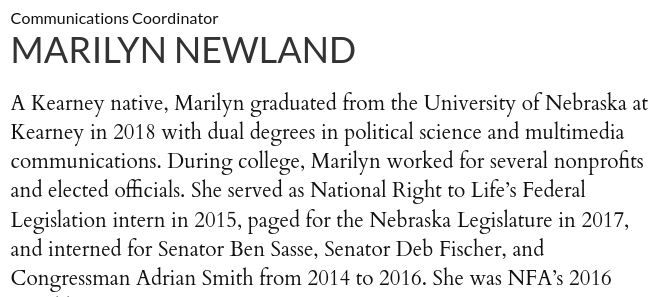 Communications Coordinator
MARILYN NEWLAND
A Kearney native, Marilyn graduated from the University of Nebraska at
Kearney in 2018 with dual degrees in political science and multimedia
communications. During college, Marilyn worked for several nonprofits
and elected officials. She served as National Right to Life’s Federal
Legislation intern in 2015, paged for the Nebraska Legislature in 2017,
and interned for Senator Ben Sasse, Senator Deb Fischer, and
Congressman Adrian Smith from 2014 to 2016. She was NFA’s 2016